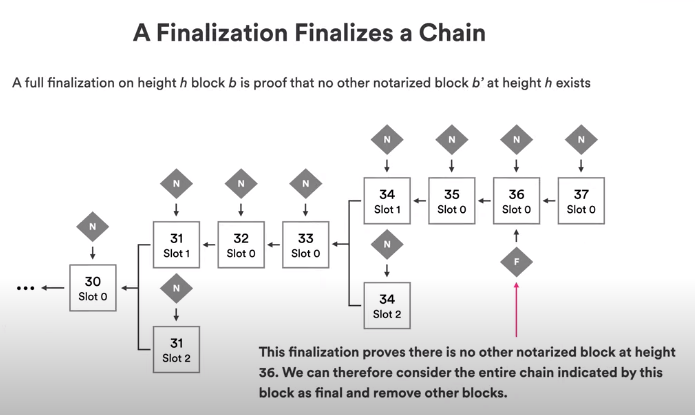 A Finalization Finalizes a Chain
A full finalization on height h block b is proof that no other notarized block b' at height h exists
N
N
N
N
N
N
N
N
34
Slot 1
35
Slot 0
36
Slot 0
37
Slot 0
31
Slot 1
32
Slot 0
33
Slot 0
N
N
30
Slot 0
N
F
34
Slot 2
31
Slot 2
This finalization proves there is no other notarized block at height
36. We can therefore consider the entire chain indicated by this
block as final and remove other blocks.